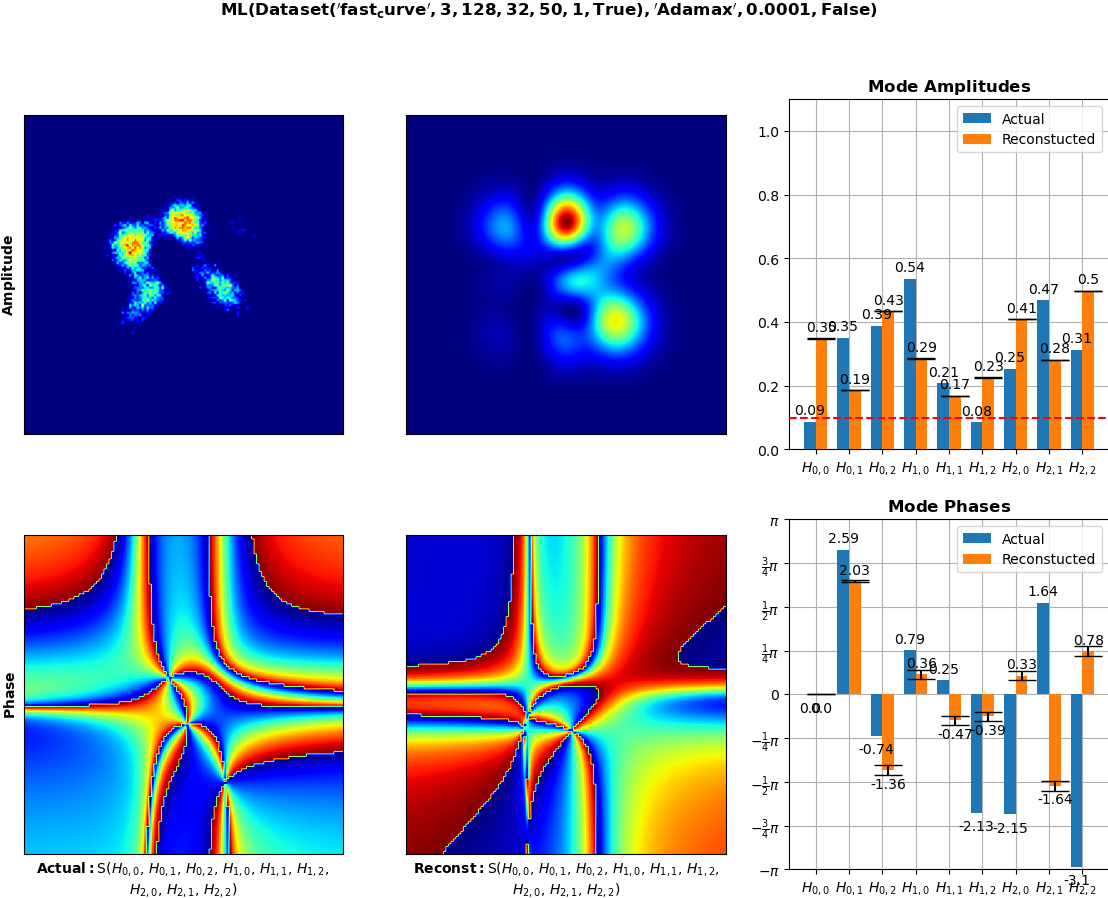 ML(Dataset('fast_curve', 3, 128, 32, 50, 1, True), 'Adamax', 0.0001, False)
Amplitude
Mode Amplitudes
Actual
Reconstucted
1.0
0.8
0.6
0.4
0.2
0.0
0.09 0.35 0.39 0.54 0.21 0.08 0.25 0.47 0.31
0.35 0.19 0.43 0.29 0.17 0.23 0.41 0.28 0.5
H0,0 H0,1 H0,2 H1,0 H1,1 H1,2 H2,0 H2,1 H2,2
Phase
Actual: S(H0,0, H0,1, H0,2, H1,0, H1,1, H1,2,
H2,0, H2,1, H2,2)
Reconst: S(H0,0, H0,1, H0,2, H1,0, H1,1, H1,2,
H2,0, H2,1, H2,2)
Mode Phases
Actual
Reconstucted
π
3/4π
1/2π
1/4π
0
−1/4π
−1/2π
−3/4π
−π
0.0 2.59 -0.74 0.79 0.25 -2.13 -2.15 1.64 -3.1
0.0 2.03 -1.36 0.36 -0.47 -0.39 0.33 -1.64 0.78
H0,0 H0,1 H0,2 H1,0 H1,1 H1,2 H2,0 H2,1 H2,2